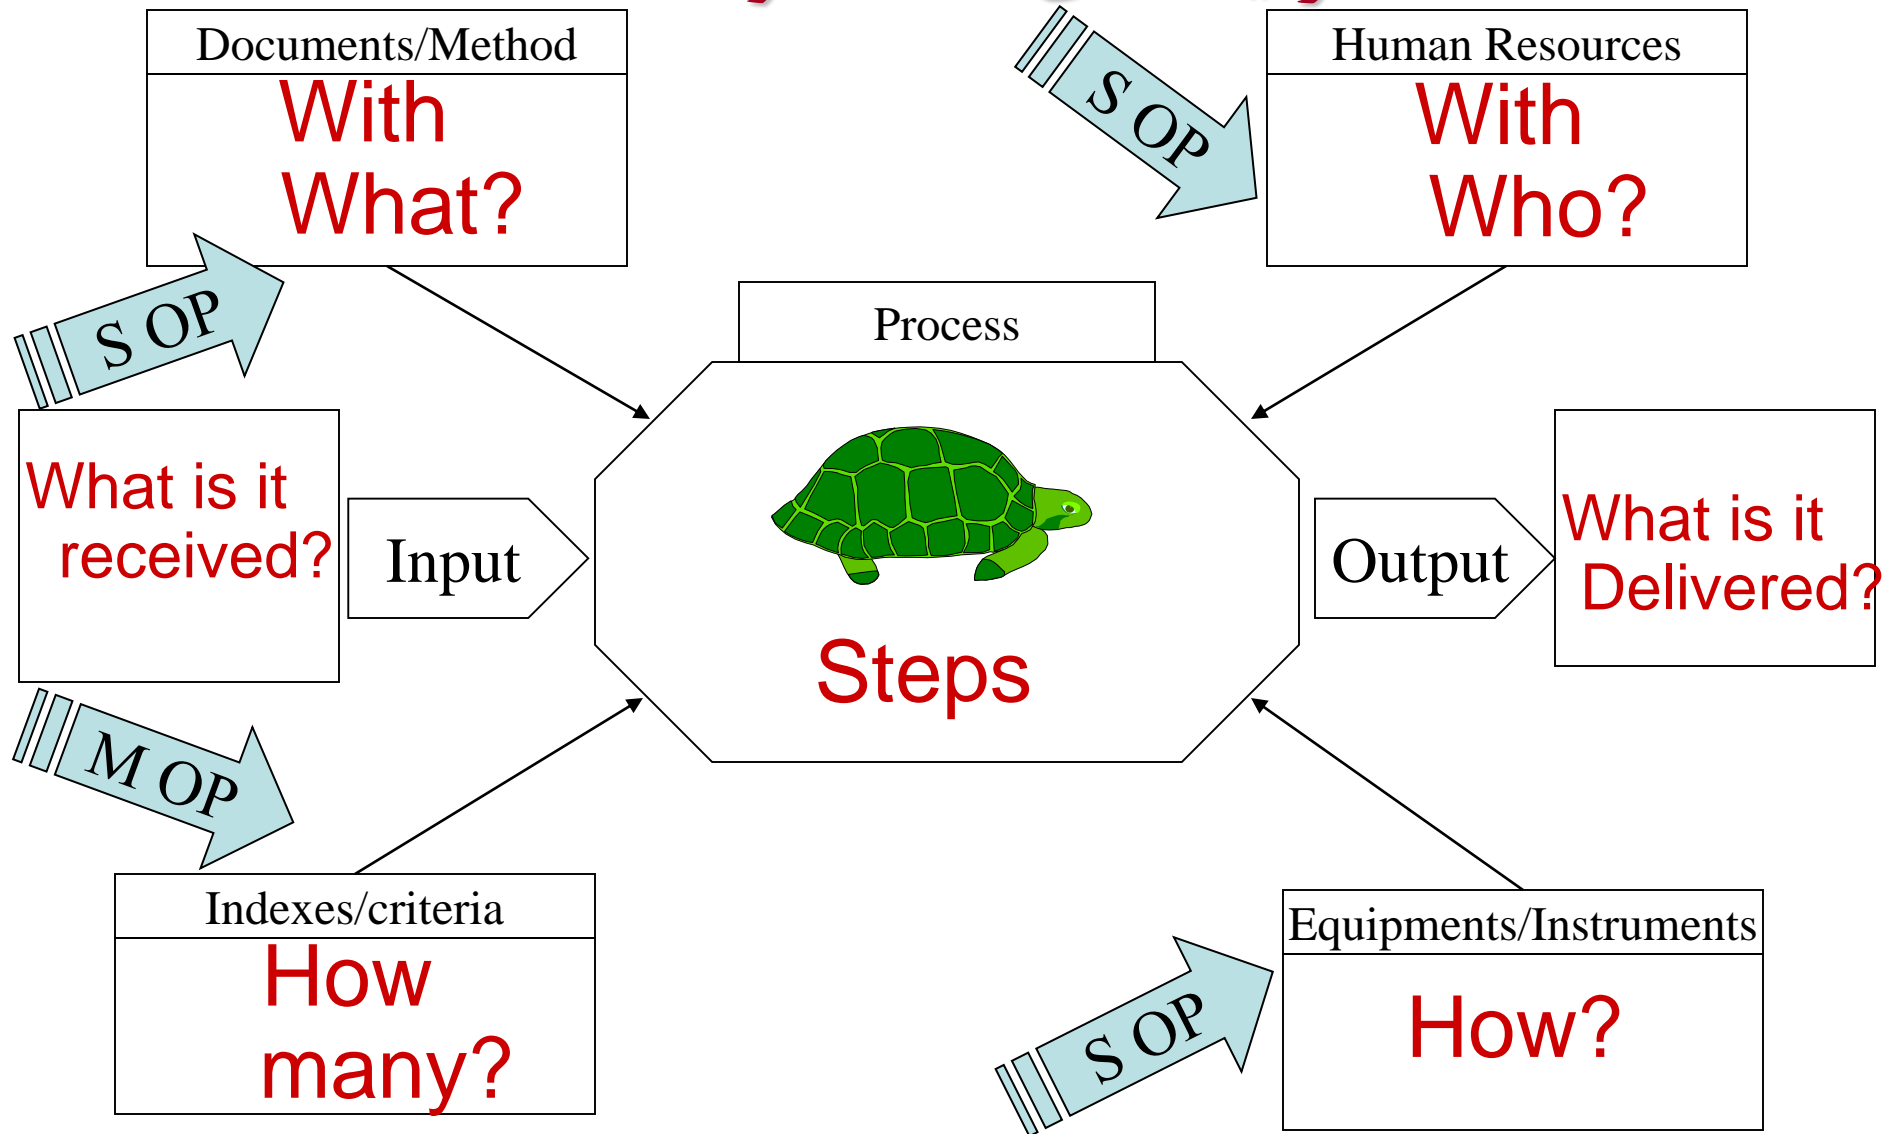 Documents/Method
With
What?
S OP
Human Resources
With
Who?
S OP
Process
Steps
What is it
received?
Input
Output
What is it
Delivered?
M OP
Indexes/criteria
How
many?
S OP
Equipments/Instruments
How?